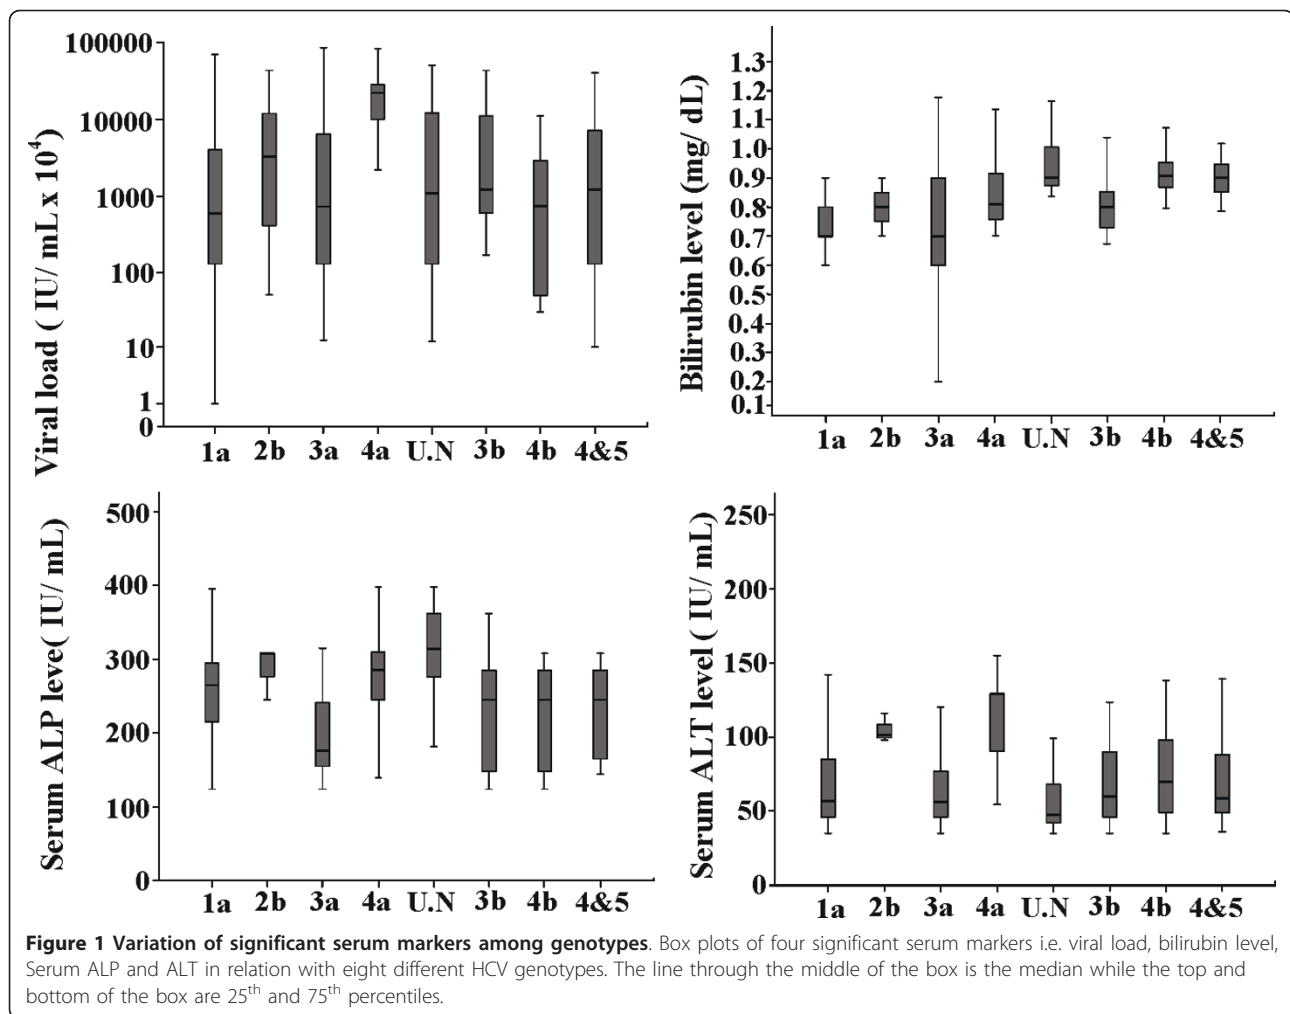 Viral load ( IU/ mL x 10⁴)
100000
10000
1000
100
10
1
0
1a 2b 3a 4a U.N 3b 4b 4&5
Bilirubin level (mg/ dL)
1.3
1.2
1.1
1.0
0.9
0.8
0.7
0.6
0.5
0.4
0.3
0.2
0.1
1a 2b 3a 4a U.N 3b 4b 4&5
Serum ALP level( IU/ mL)
500
400
300
200
100
0
1a 2b 3a 4a U.N 3b 4b 4&5
Serum ALT level ( IU/ mL)
250
200
150
100
50
0
1a 2b 3a 4a U.N 3b 4b 4&5
Figure 1 Variation of significant serum markers among genotypes. Box plots of four significant serum markers i.e. viral load, bilirubin level,
Serum ALP and ALT in relation with eight different HCV genotypes. The line through the middle of the box is the median while the top and
bottom of the box are 25th and 75th percentiles.